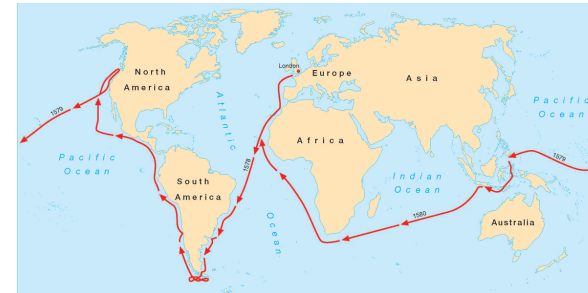 North
America
London
Europe
Asia
1579
Atlantic
Pacific
Ocean
Africa
Pacific
Ocean
1578
1579
Indian
Ocean
South
America
Ocean
1580
Australia